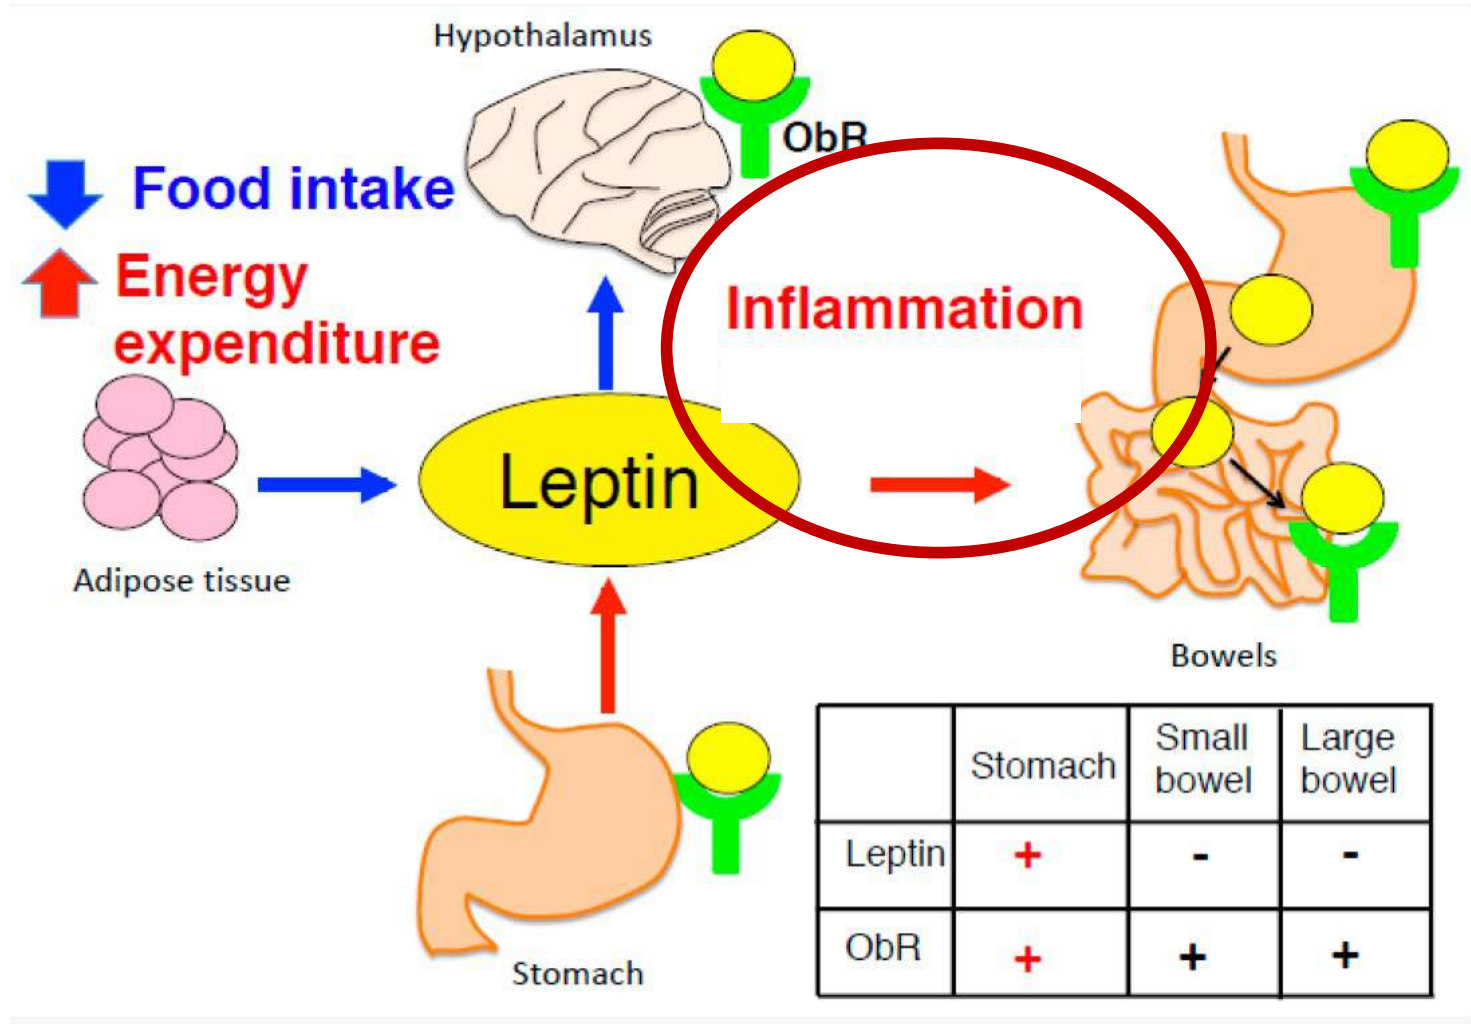 Hypothalamus
ObR
Food intake
Energy
expenditure
Inflammation
Leptin
Adipose tissue
Bowels
Stomach
Stomach
Small
bowel
Large
bowel
Leptin + - -
ObR + + +